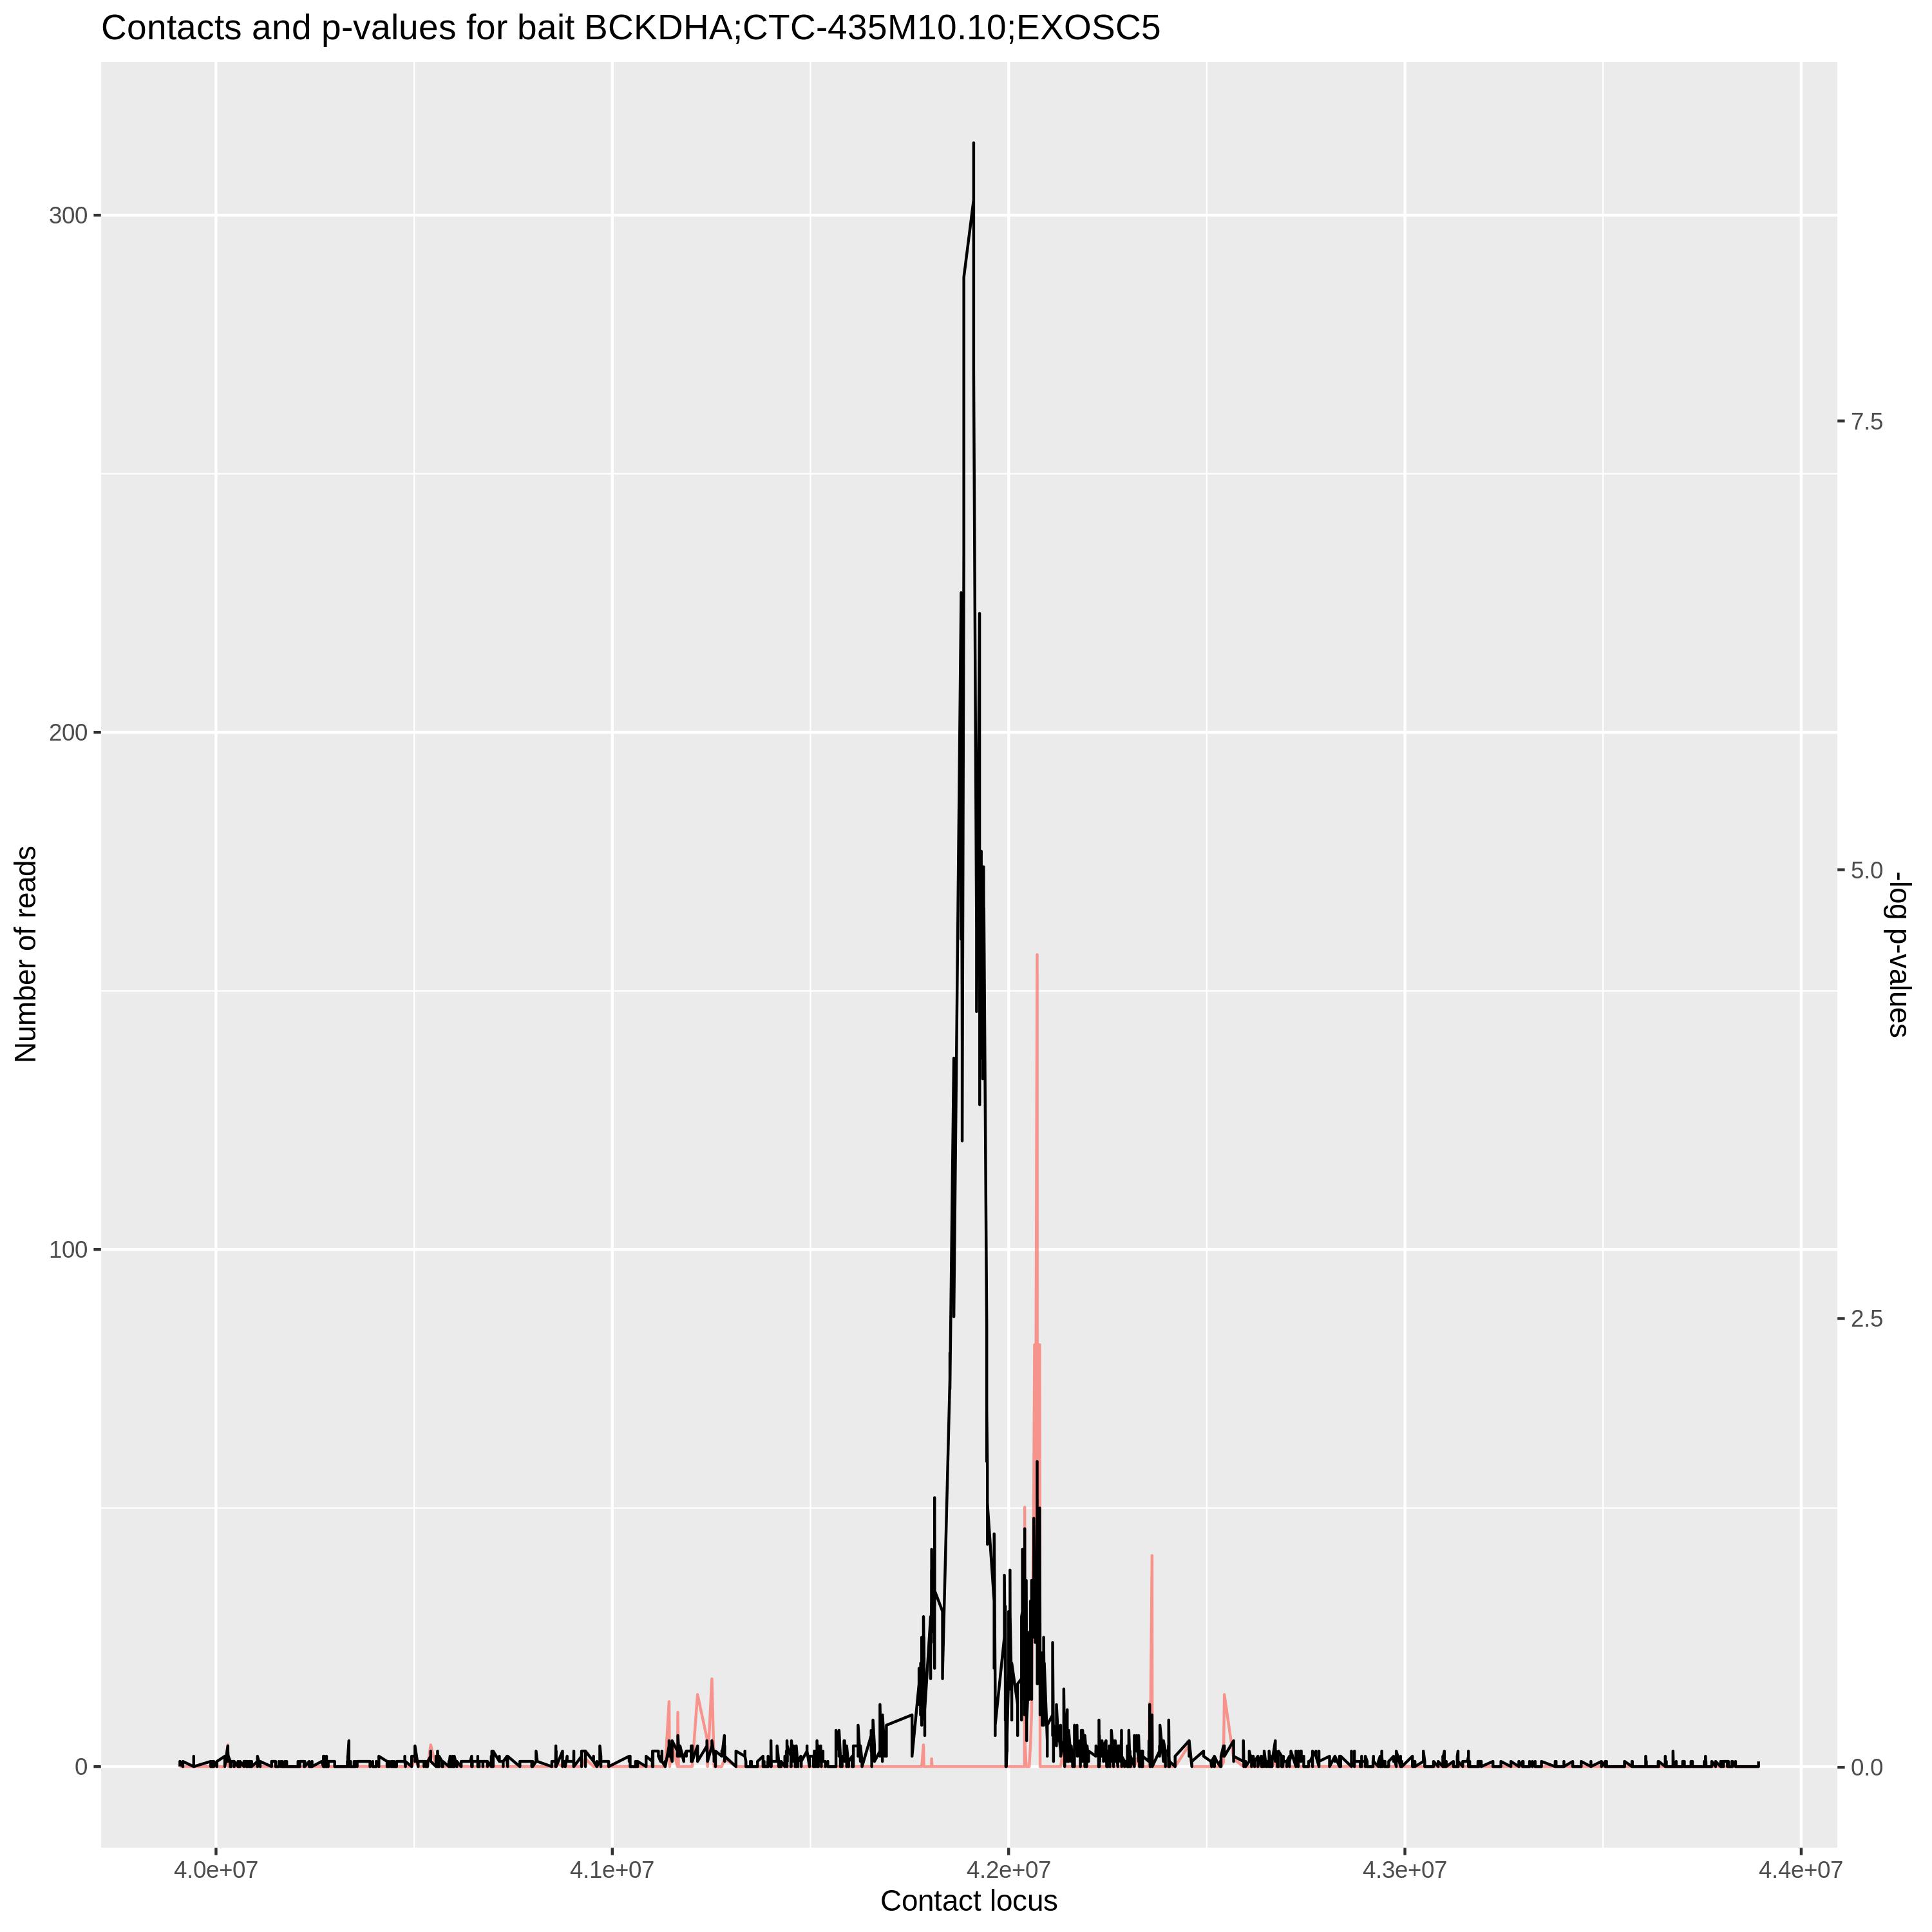 Contacts and p-values for bait BCKDHA;CTC-435M10.10;EXOSC5
300
200
100
0
Number of reads
7.5
5.0
2.5
0.0
-log p-values
4.0e+07
4.1e+07
4.2e+07
4.3e+07
4.4e+07
Contact locus